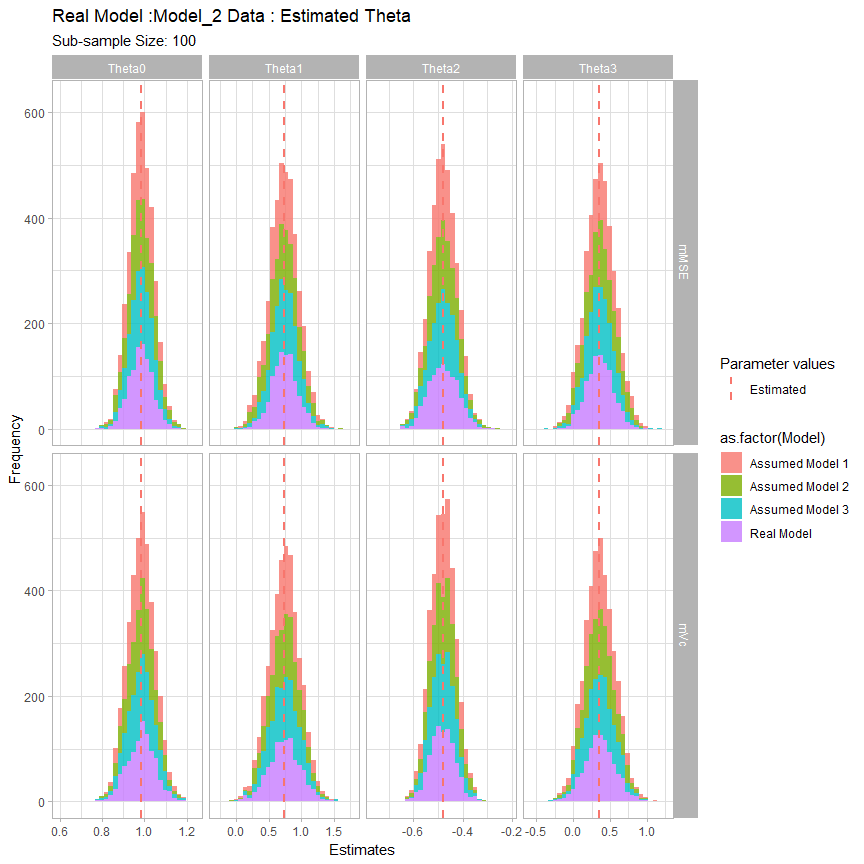 Real Model :Model_2 Data : Estimated Theta
Sub-sample Size: 100
Theta0 Theta1 Theta2 Theta3
600
400
200
0
mMSE
600
400
200
0
mVc
Frequency
0.6 0.8 1.0 1.2 0.0 0.5 1.0 1.5 -0.6 -0.4 -0.2 -0.5 0.0 0.5 1.0
Estimates
Parameter values
Estimated
as.factor(Model)
Assumed Model 1
Assumed Model 2
Assumed Model 3
Real Model